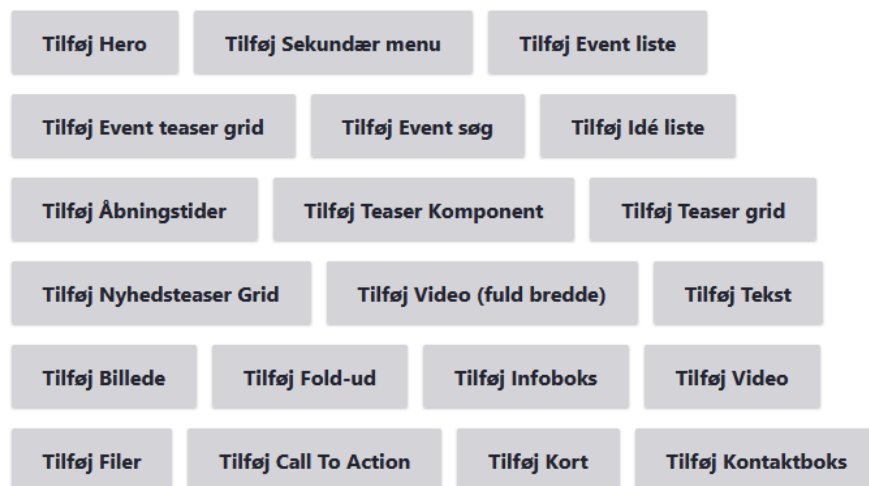 Tilføj Hero Tilføj Sekundær menu Tilføj Event liste
Tilføj Event teaser grid Tilføj Event søg Tilføj Idé liste
Tilføj Åbningstider Tilføj Teaser Komponent Tilføj Teaser grid
Tilføj Nyhedsteaser Grid Tilføj Video (fuld bredde) Tilføj Tekst
Tilføj Billede Tilføj Fold-ud Tilføj Infoboks Tilføj Video
Tilføj Filer Tilføj Call To Action Tilføj Kort Tilføj Kontaktboks